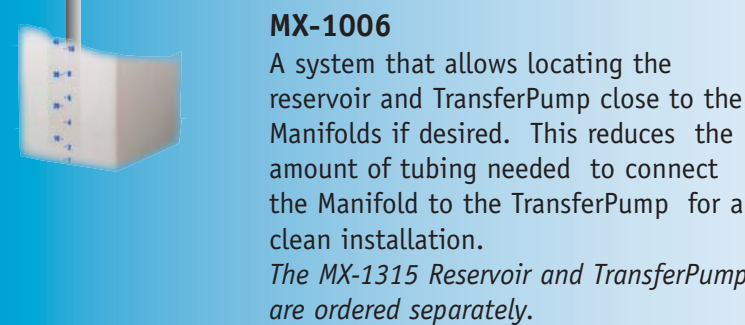 MX-1006
A system that allows locating the
reservoir and TransferPump close to the
Manifolds if desired.  This reduces  the
amount of tubing needed  to connect
the Manifold to the TransferPump  for a
clean installation.
The MX-1315 Reservoir and TransferPump
are ordered separately.